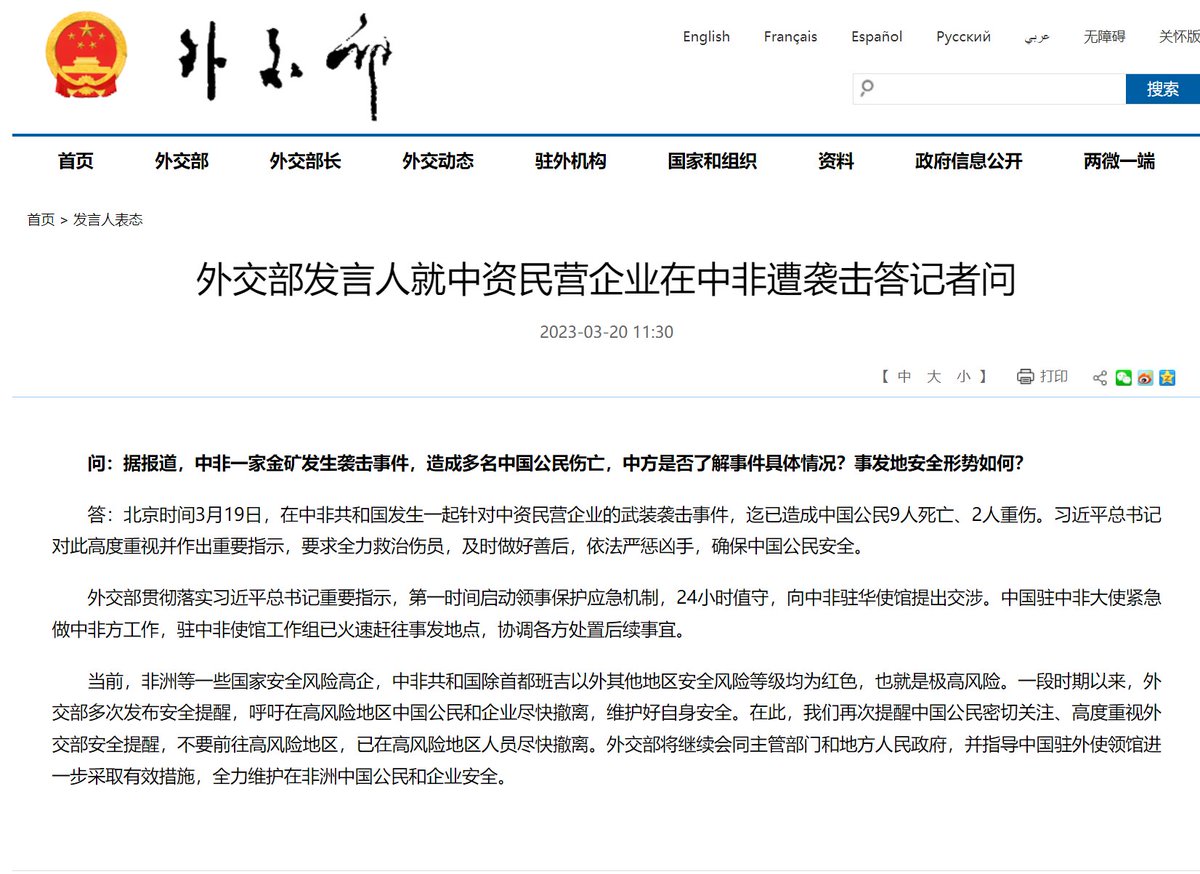 外交部
English Français Español Русский عربي 无障碍 关怀版
搜索
首页 外交部 外交部长 外交动态 驻外机构 国家和组织 资料 政府信息公开 两微一端
首页 > 发言人表态
外交部发言人就中资民营企业在中非遭袭击答记者问
2023-03-20 11:30
【 中 大 小 】 打印
问：据报道，中非一家金矿发生袭击事件，造成多名中国公民伤亡，中方是否了解事件具体情况？事发地安全形势如何？
答：北京时间3月19日，在中非共和国发生一起针对中资民营企业的武装袭击事件，迄已造成中国公民9人死亡、2人重伤。习近平总书记
对此高度重视并作出重要指示，要求全力救治伤员，及时做好善后，依法严惩凶手，确保中国公民安全。
外交部贯彻落实习近平总书记重要指示，第一时间启动领事保护应急机制，24小时值守，向中非驻华使馆提出交涉。中国驻中非大使紧急
做中非方工作，驻中非使馆工作组已火速赶往事发地点，协调各方处置后续事宜。
当前，非洲等一些国家安全风险高企，中非共和国除首都班吉以外其他地区安全风险等级均为红色，也就是极高风险。一段时期以来，外
交部多次发布安全提醒，呼吁在高风险地区中国公民和企业尽快撤离，维护好自身安全。在此，我们再次提醒中国公民密切关注、高度重视外
交部安全提醒，不要前往高风险地区，已在高风险地区人员尽快撤离。外交部将继续会同主管部门和地方人民政府，并指导中国驻外使领馆进
一步采取有效措施，全力维护在非洲中国公民和企业安全。